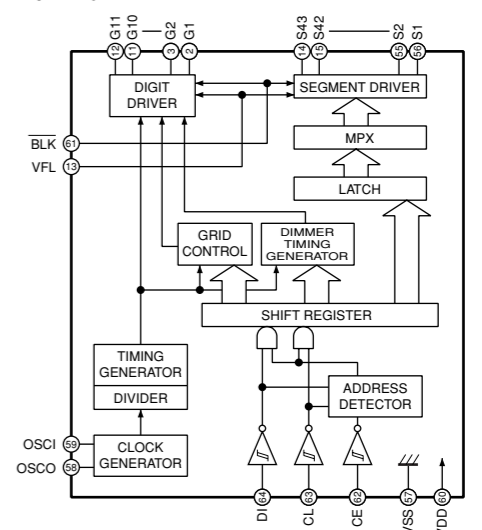 G11
G10
G2
G1
S43
S42
S2
S1
12
11
3
2
14
15
55
56
DIGIT
DRIVER
SEGMENT DRIVER
BLK
61
VFL
13
MPX
LATCH
GRID
CONTROL
DIMMER
TIMING
GENERATOR
SHIFT REGISTER
TIMING
GENERATOR
DIVIDER
ADDRESS
DETECTOR
OSCI
59
OSCO
58
CLOCK
GENERATOR
64
63
62
57
60
DI
CL
CE
VSS
VDD